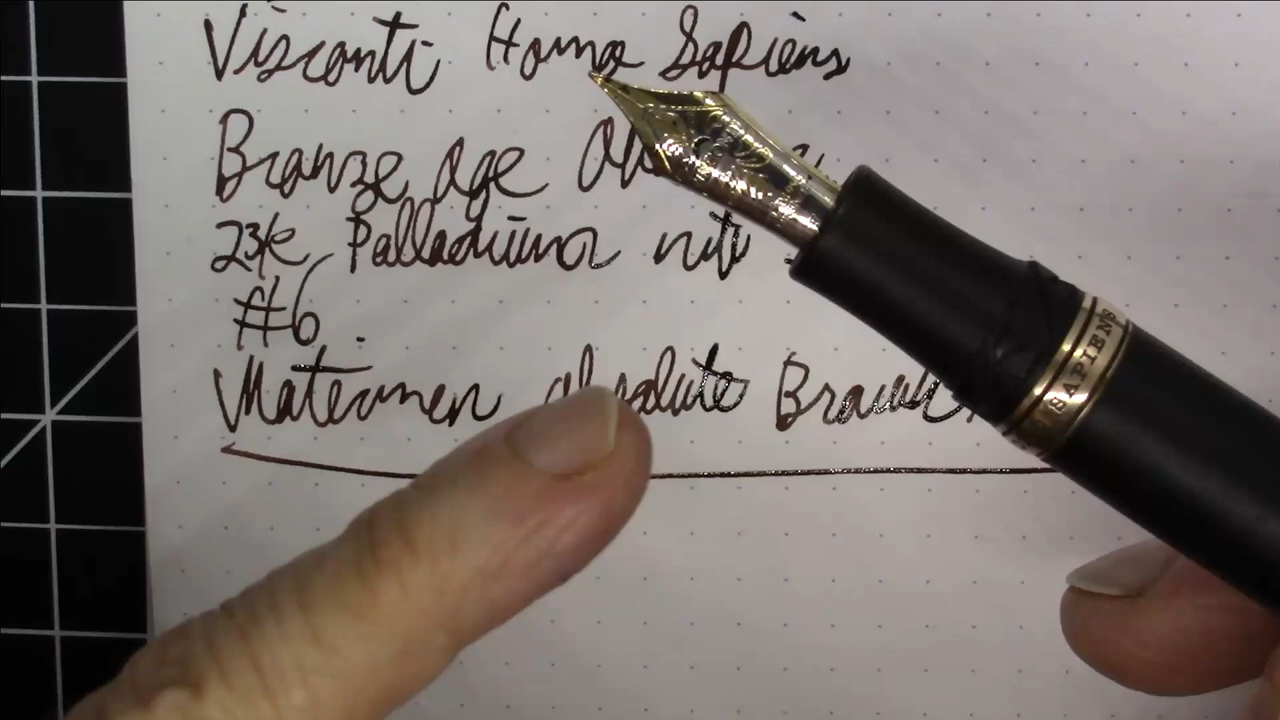 Visconti Homo Sapiens
Bronze age
23k Palladium nib
#6
Waterman absolute Brown
SAPIENS